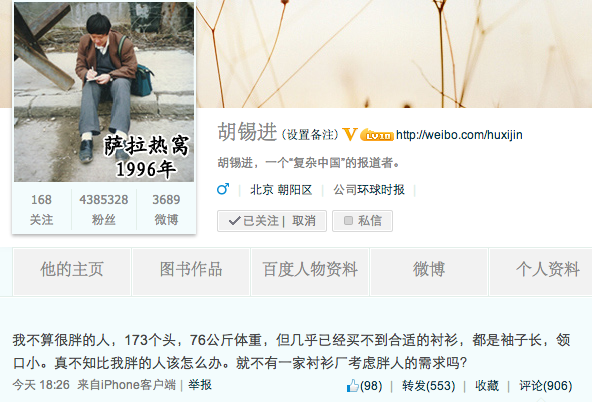 萨拉热窝
1996年
胡锡进 (设置备注) V LV18 http://weibo.com/huxijin
胡锡进，一个“复杂中国”的报道者。
♂ | 北京 朝阳区 | 公司环球时报 |
168 4385328 3689
关注 粉丝 微博
已关注 | 取消 私信
他的主页 图书作品 百度人物资料 微博 个人资料
我不算很胖的人，173个头，76公斤体重，但几乎已经买不到合适的衬衫，都是袖子长，领
口小。真不知比我胖的人该怎么办。就不有一家衬衫厂考虑胖人的需求吗?
今天 18:26 来自iPhone客户端 | 举报 (98) | 转发(553) | 收藏 | 评论(906)